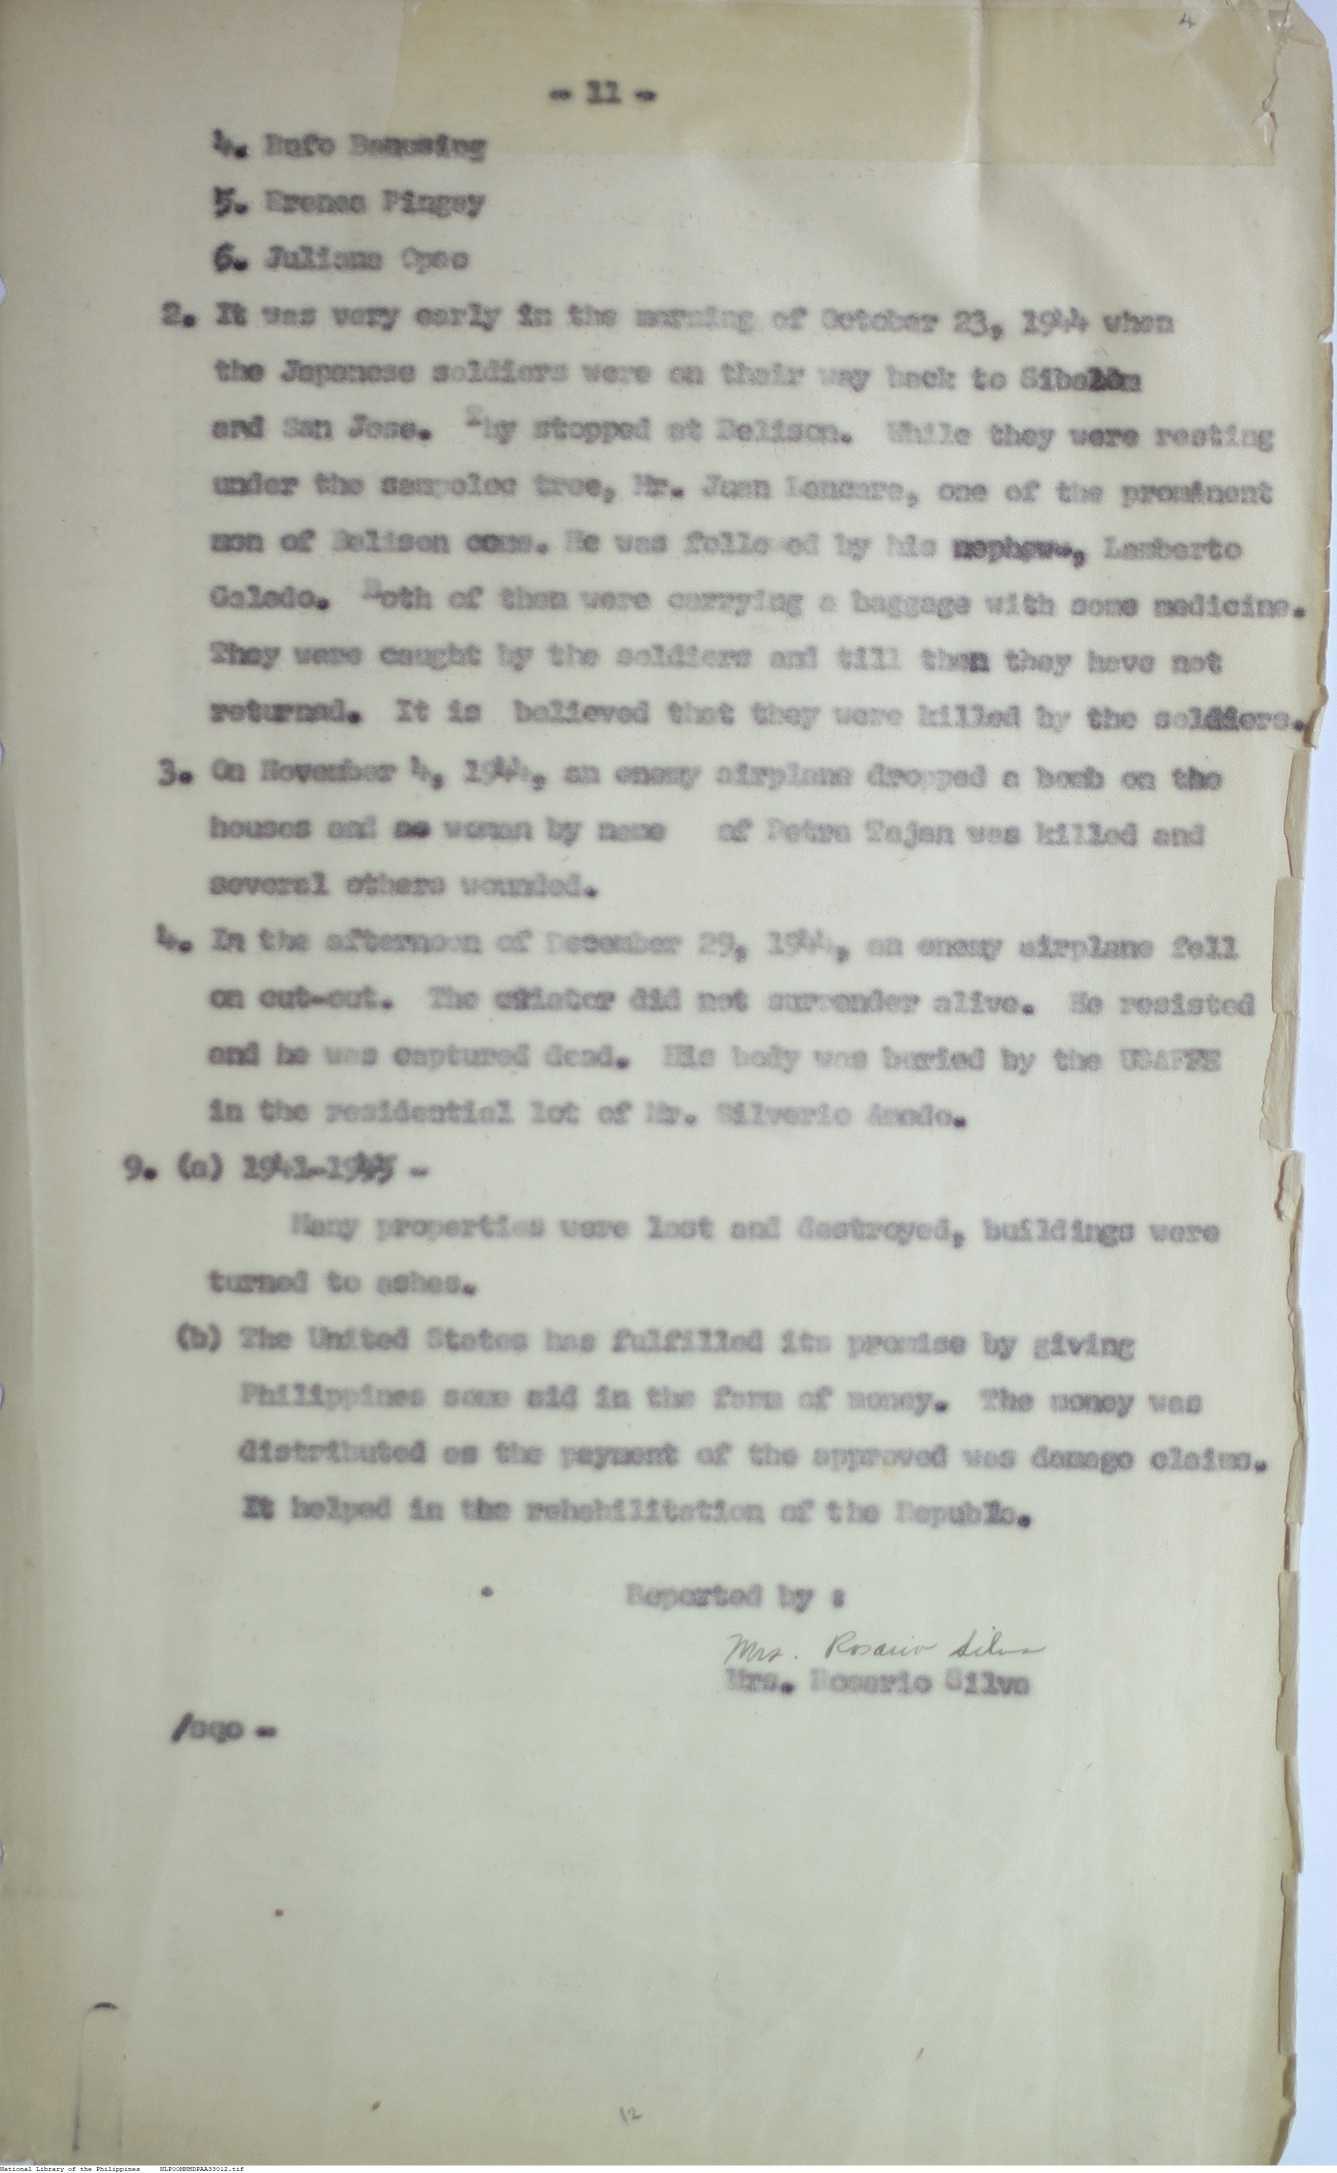 4
- 11 -
4. Rufo Banusing
5. Erenea Pingay
6. Juliana Opao
2. It was very early in the morning of October 23, 1944 when
the Japanese soldiers were on their way back to Sibalom
and San Jose. Thy stopped at Belison. While they were resting
under the sampoloc tree, Mr. Juan Lancare, one of the prominent
men of Belison came. He was followed by his nephew, Lamberto
Galedo. Both of them were carrying a baggage with some medicine.
They were caught by the soldiers and till then they have not
returned. It is believed that they were killed by the soldiers.
3. On November 4, 1944, an enemy airplane dropped a bomb on the
houses and woman by name of Petra Tajan was killed and
several others wounded.
4. In the afternoon of December 29, 1944, an enemy airplane fell
on cut-cut. The aviator did not surrender alive. He resisted
and he was captured dead. His body was buried by the USAFFE
in the residential lot of Mr. Silverio Amedo.
9. (a) 1941-1945 -
Many properties were lost and destroyed, buildings were
turned to ashes.
(b) The United States has fulfilled its promise by giving
Philippines some aid in the form of money. The money was
distributed as the payment of the approved was damage claims.
It helped in the rehabilitation of the Republc.
Reported by :
Mrs. Rosario Silva
Mrs. Rosario Silva
/sqo -
12
National Library of the Philippines